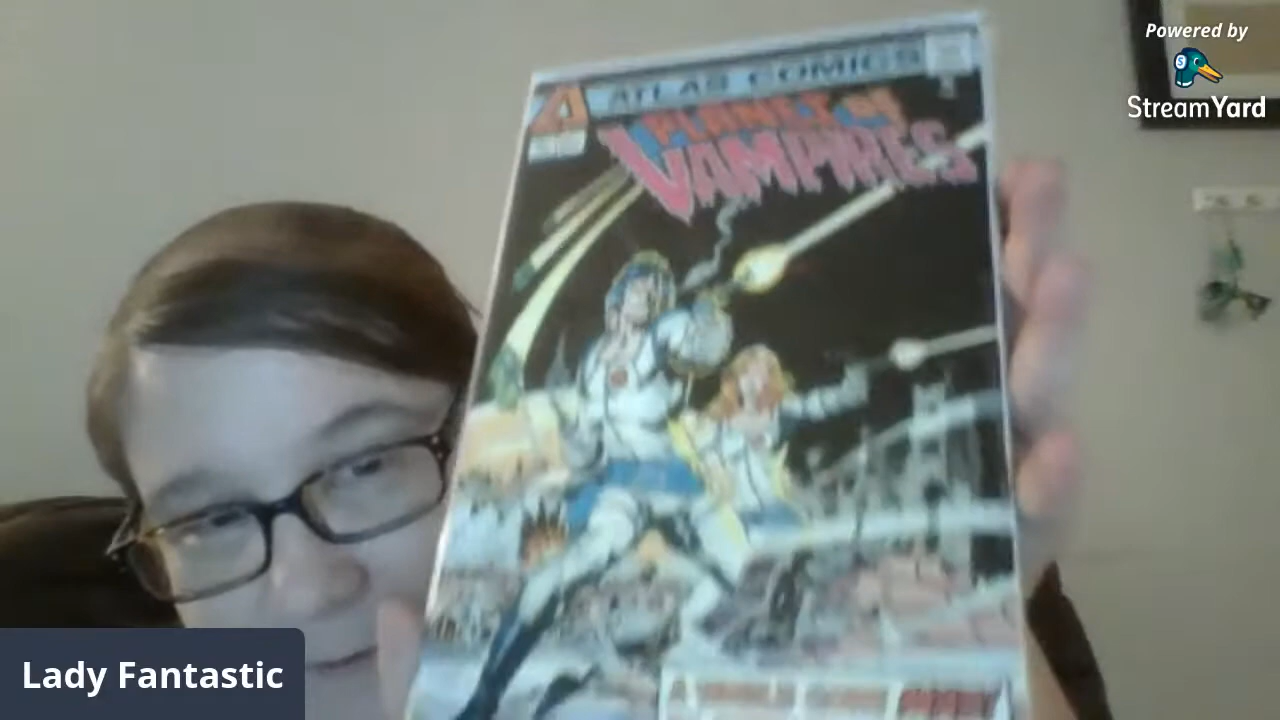 Powered by
StreamYard
ATLAS COMICS
PLANET OF
VAMPIRES
Lady Fantastic